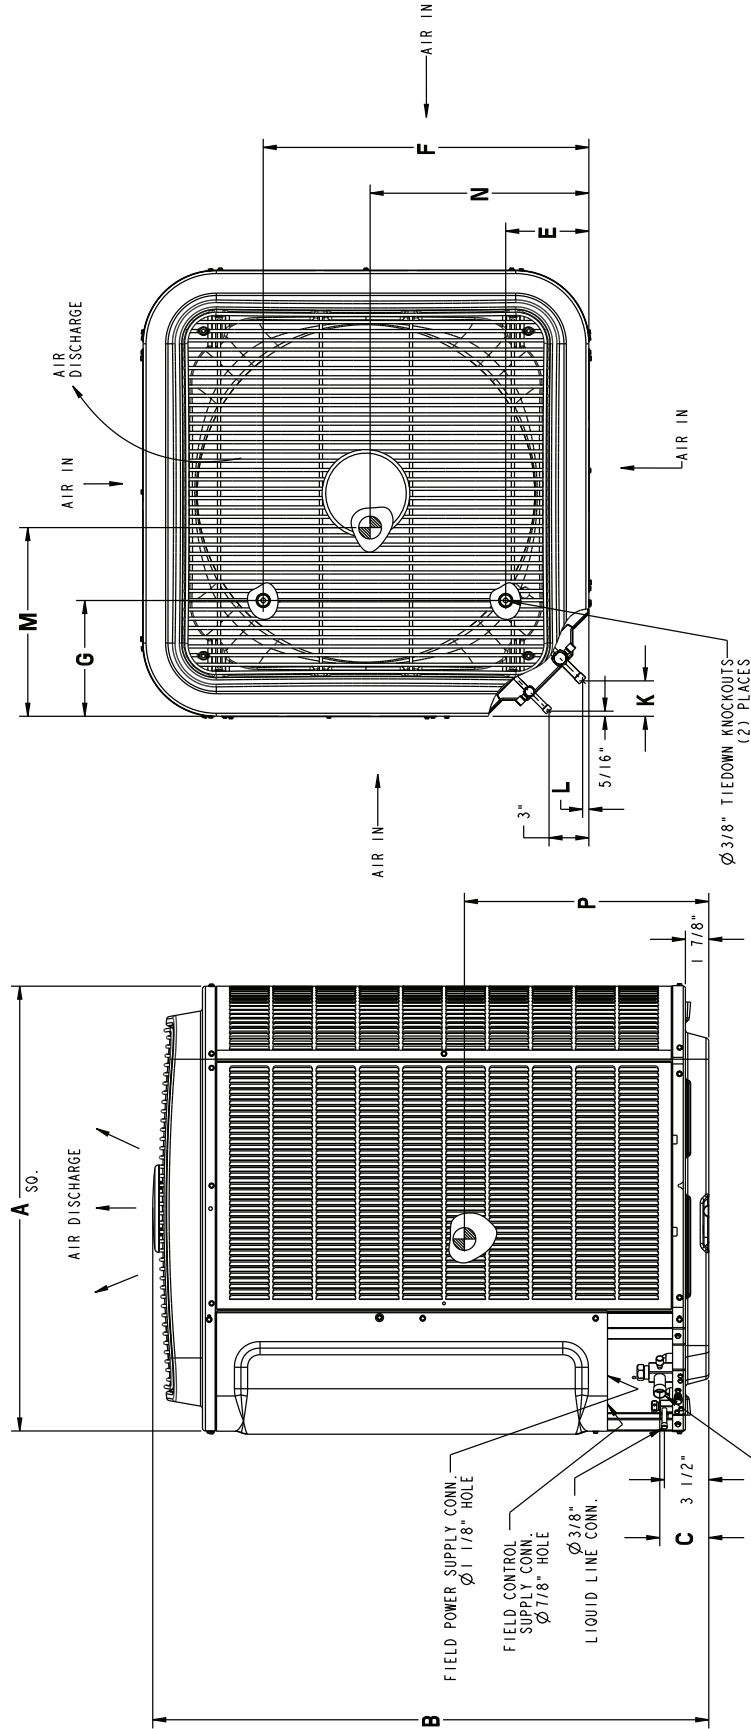 AIR IN
F
N
E
AIR
DISCHARGE
AIR IN
AIR IN
M
G
K
5/16"
L
3"
AIR IN
Ø3/8" TIEDOWN KNOCKOUTS
(2) PLACES
P
1 7/8"
A
SQ.
AIR DISCHARGE
FIELD POWER SUPPLY CONN.
Ø1 1/8" HOLE
FIELD CONTROL
SUPPLY CONN.
Ø7/8" HOLE
Ø3/8"
LIQUID LINE CONN.
3 1/2"
C
B